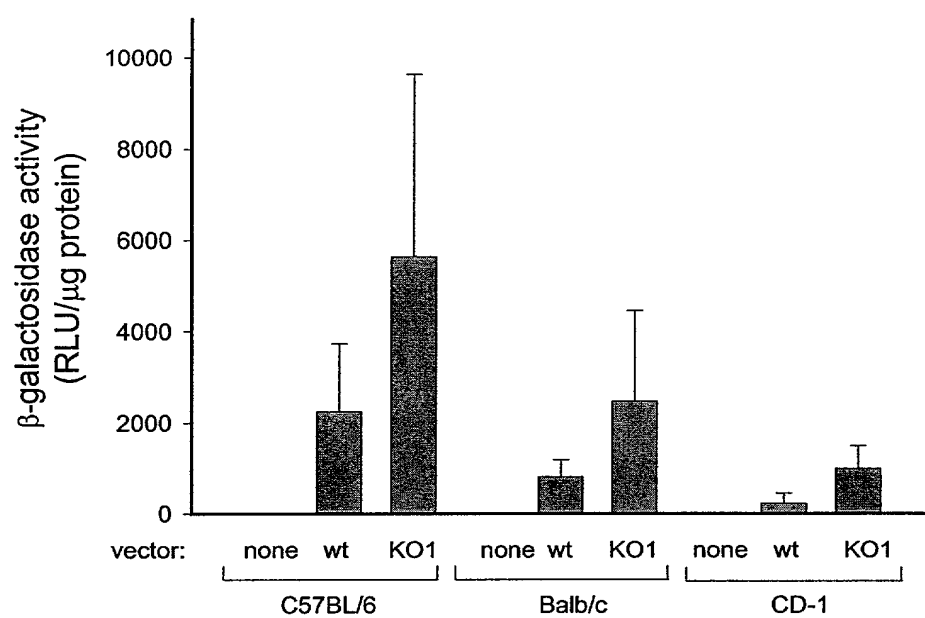 β-galactosidase activity
(RLU/µg protein)
10000
8000
6000
4000
2000
0
vector: none wt KO1 none wt KO1 none wt KO1
C57BL/6 Balb/c CD-1